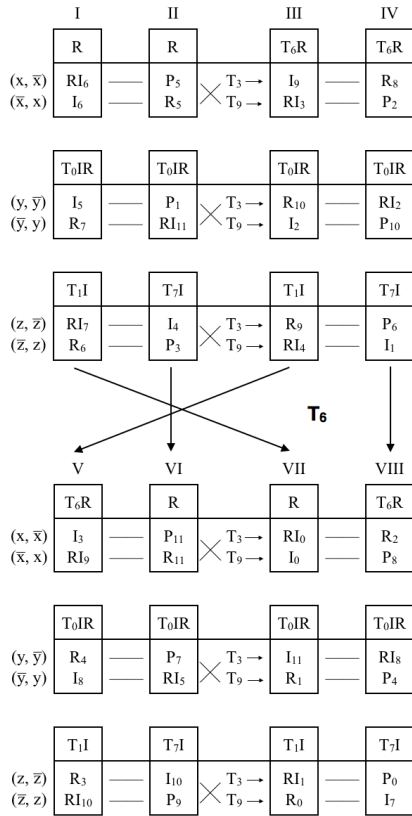 I II III IV
R R T₆R T₆R
(x, x̅) RI₆ P₅ T₃ → I₉ R₈
(x̅, x) I₆ R₅ T₉ → RI₃ P₂
T₀IR T₀IR T₀IR T₀IR
(y, y̅) I₅ P₁ T₃ → R₁₀ RI₂
(y̅, y) R₇ RI₁₁ T₉ → I₂ P₁₀
T₁I T₇I T₁I T₇I
(z, z̅) RI₇ I₄ T₃ → R₉ P₆
(z̅, z) R₆ P₃ T₉ → RI₄ I₁
T₆
V VI VII VIII
T₆R R R T₆R
(x, x̅) I₃ P₁₁ T₃ → RI₀ R₂
(x̅, x) RI₉ R₁₁ T₉ → I₀ P₈
T₀IR T₀IR T₀IR T₀IR
(y, y̅) R₄ P₇ T₃ → I₁₁ RI₈
(y̅, y) I₈ RI₅ T₉ → R₁ P₄
T₁I T₇I T₁I T₇I
(z, z̅) R₃ I₁₀ T₃ → RI₁ P₀
(z̅, z) RI₁₀ P₉ T₉ → R₀ I₇